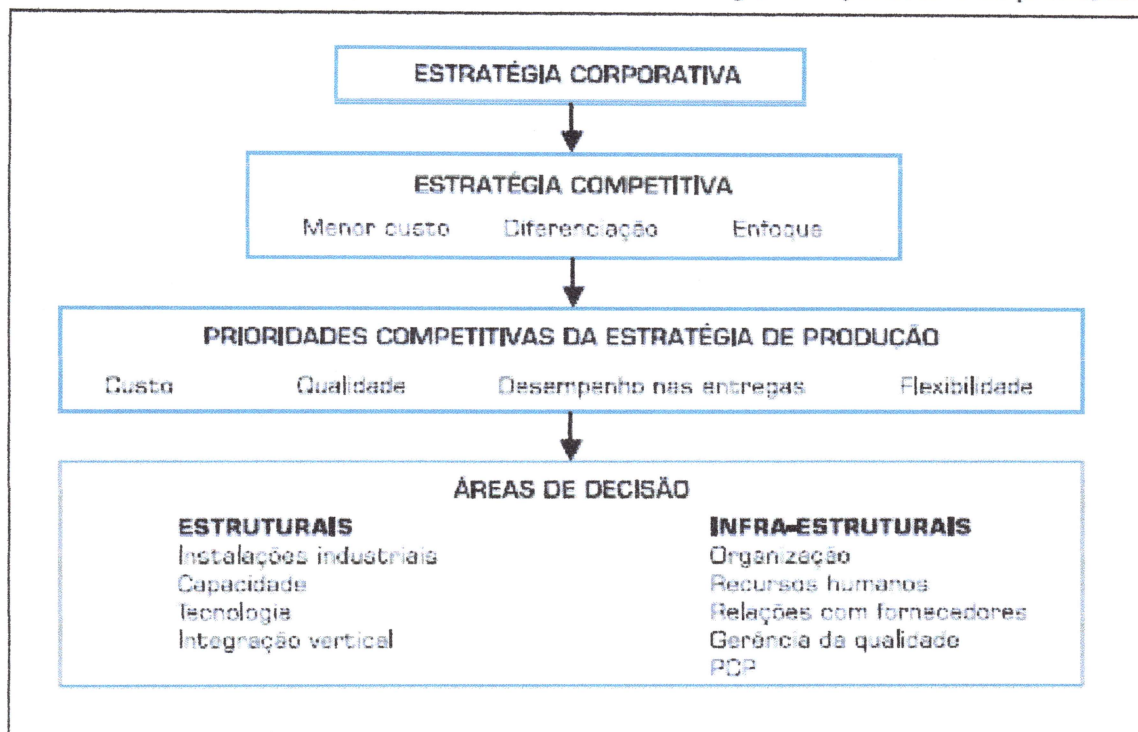 ESTRATÉGIA CORPORATIVA
ESTRATÉGIA COMPETITIVA
Menor custo Diferenciação Enfoque
PRIORIDADES COMPETITIVAS DA ESTRATÉGIA DE PRODUÇÃO
Custo Qualidade Desempenho nas entregas Flexibilidade
ÁREAS DE DECISÃO
ESTRUTURAIS INFRA-ESTRUTURAIS
Instalações industriais Organização
Capacidade Recursos humanos
Tecnologia Relações com fornecedores
Integração vertical Gerência da qualidade
PCP